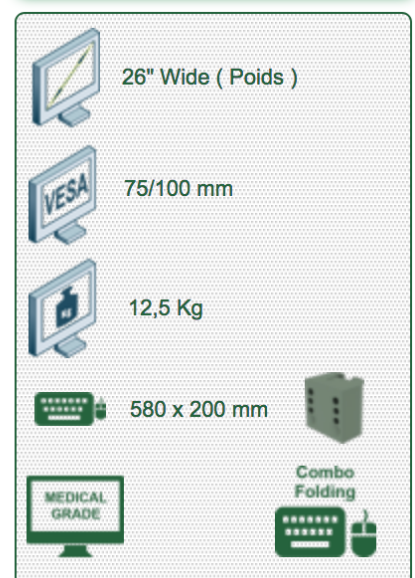 26" Wide ( Poids )
VESA
75/100 mm
KG
12,5 Kg
580 x 200 mm
MEDICAL
GRADE
Combo
Folding